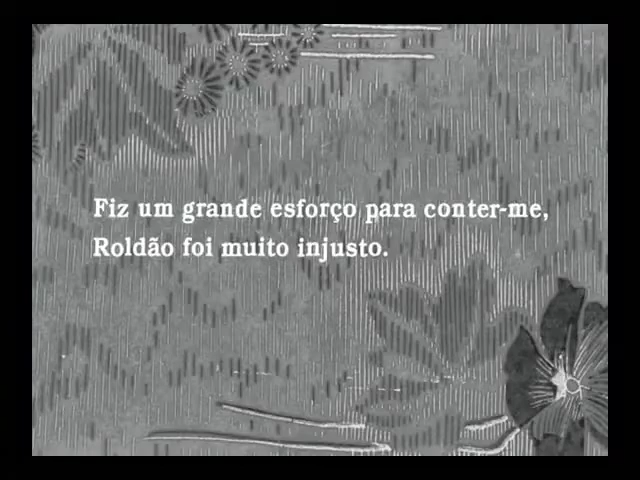 Fiz um grande esforço para conter-me,
Roldão foi muito injusto.